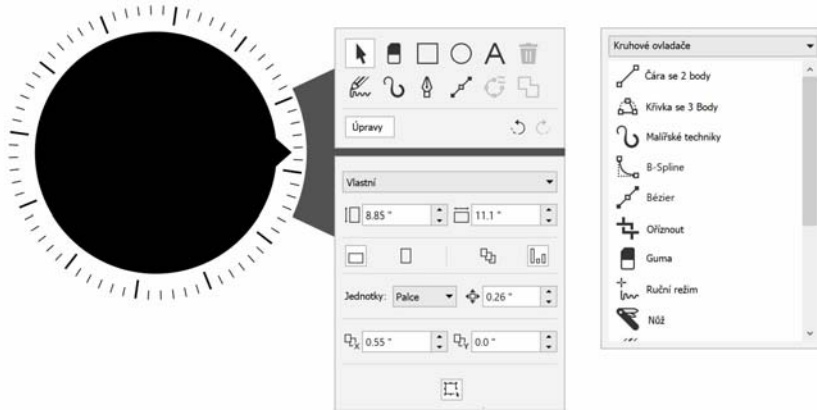 A
Úpravy
Vlastní
8.85 "
11.1 "
Jednotky:
Palce
0.26 "
X
0.55 "
Y
0.0 "
Kruhové ovladače
Čára se 2 body
Křivka se 3 Body
Malířské techniky
B-Spline
Bézier
Oříznout
Guma
Ruční režim
Nůž